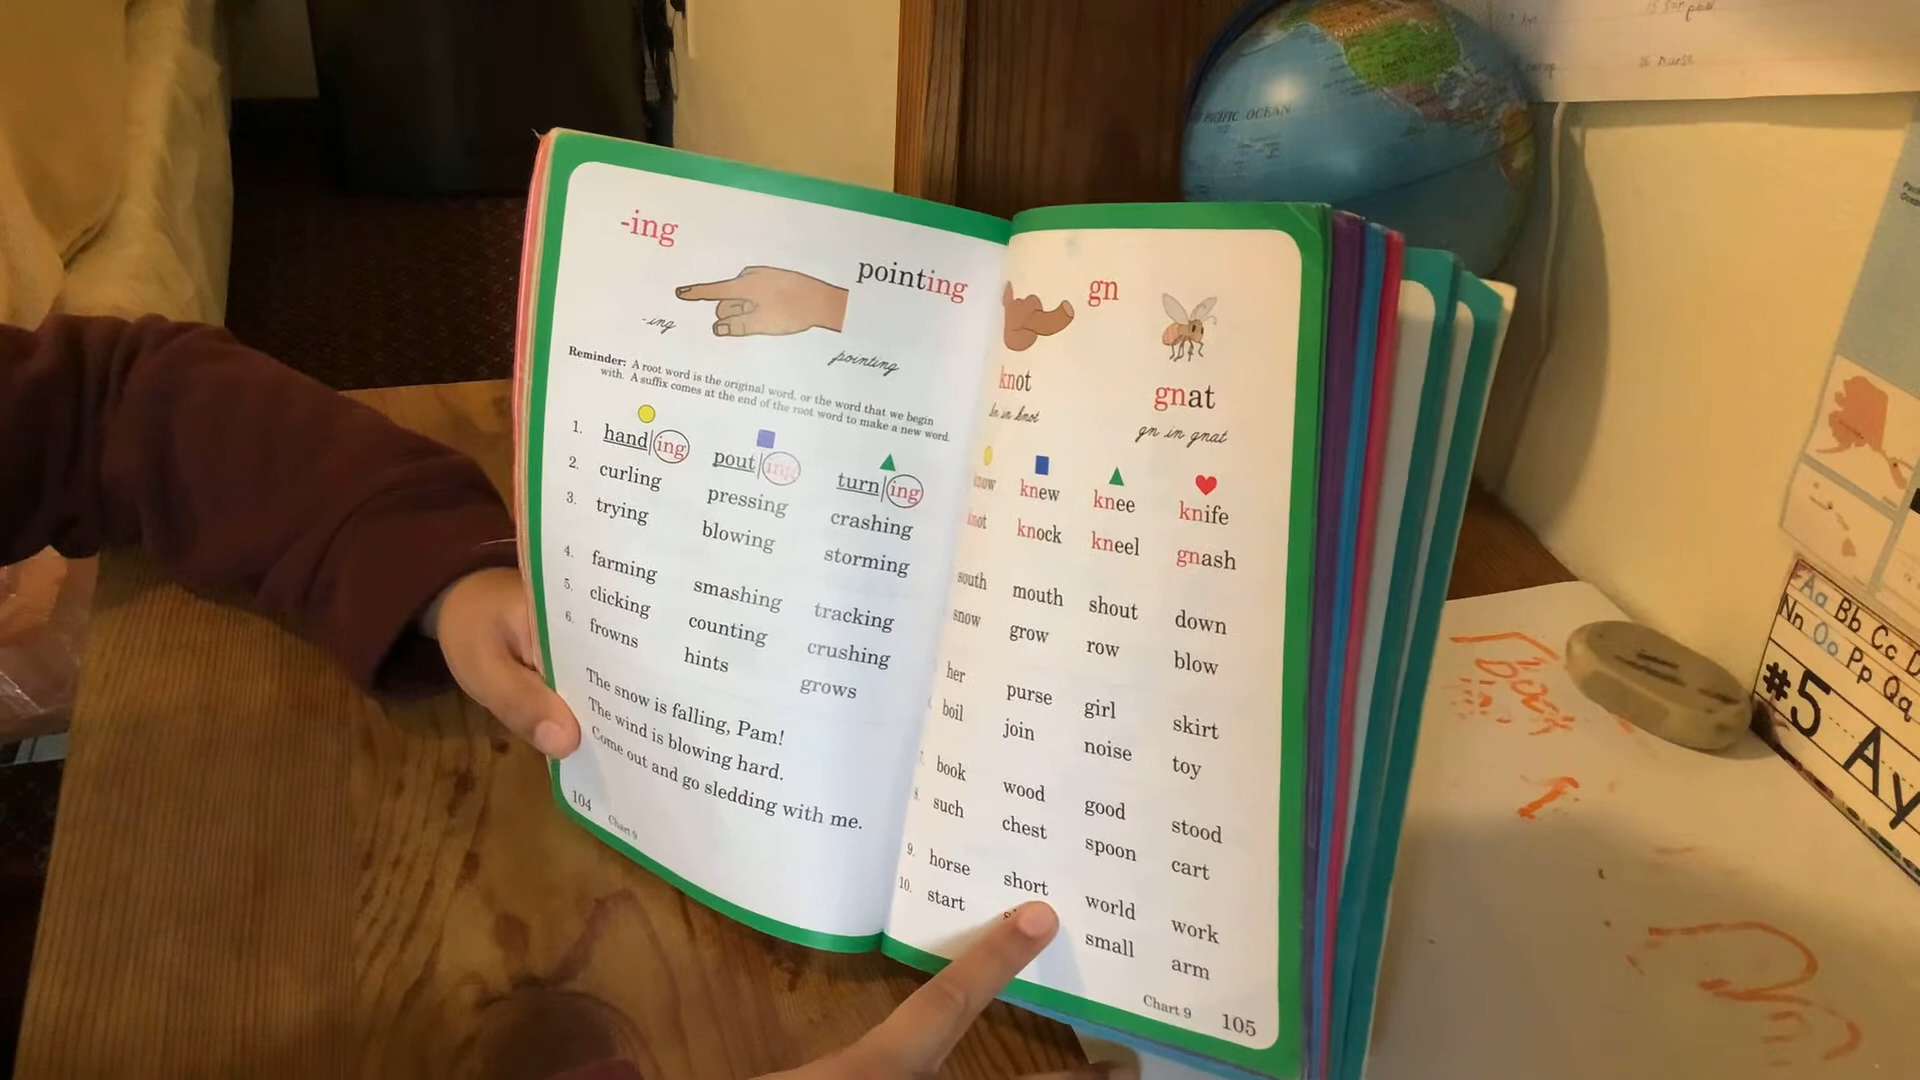 -ing
pointing
-ing
pointing
Reminder: A root word is the original word, or the word that we begin
with. A suffix comes at the end of the root word to make a new word.
1. hand ing pout ing turn ing
2. curling pressing crashing
3. trying blowing storming
4. farming smashing tracking
5. clicking counting crushing
6. frowns hints grows
The snow is falling, Pam!
The wind is blowing hard.
Come out and go sledding with me.
104
Chart 9
gn
knot gnat
kn in knot gn in gnat
know knew knee knife
knot knock kneel gnash
south mouth shout down
snow grow row blow
her purse girl skirt
boil join noise toy
7. book wood good stood
8. such chest spoon cart
9. horse short world work
10. start small arm
Chart 9 105
PACIFIC OCEAN
nurse
Aa Bb Cc D
Nn Oo Pp Qq
#5 Ay